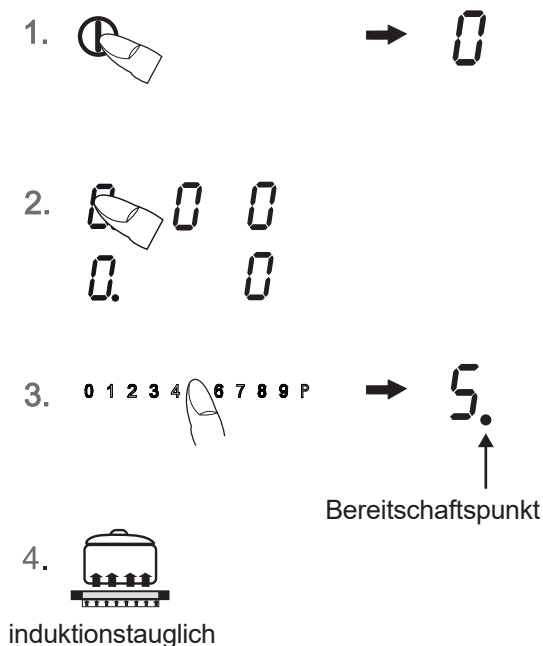 1. 0
2. 0. 0 0
0. 0
3. 0 1 2 3 4 6 7 8 9 P 5.
Bereitschaftspunkt
4.
induktionstauglich